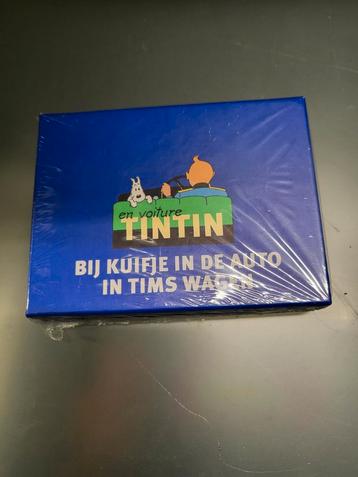 en voiture
TINTIN
BIJ KUIFJE IN DE AUTO
IN TIMS WAGEN